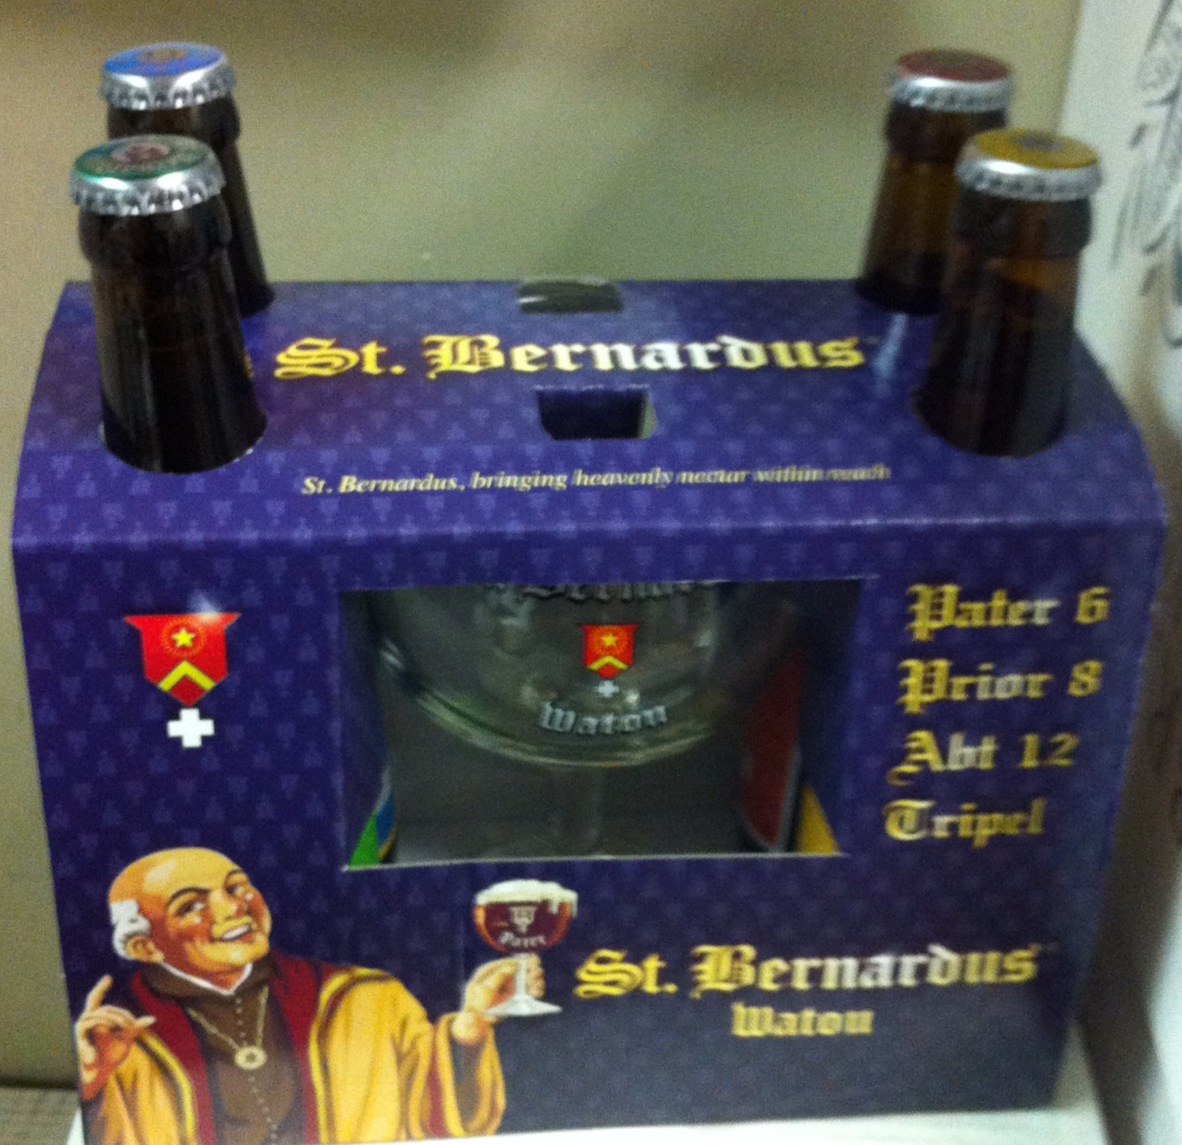 St. Bernardus
St. Bernardus, bringing heavenly nectar within reach
Bernar
Watou
Pater 6
Prior 8
Abt 12
Tripel
Pater
St. Bernardus
Watou